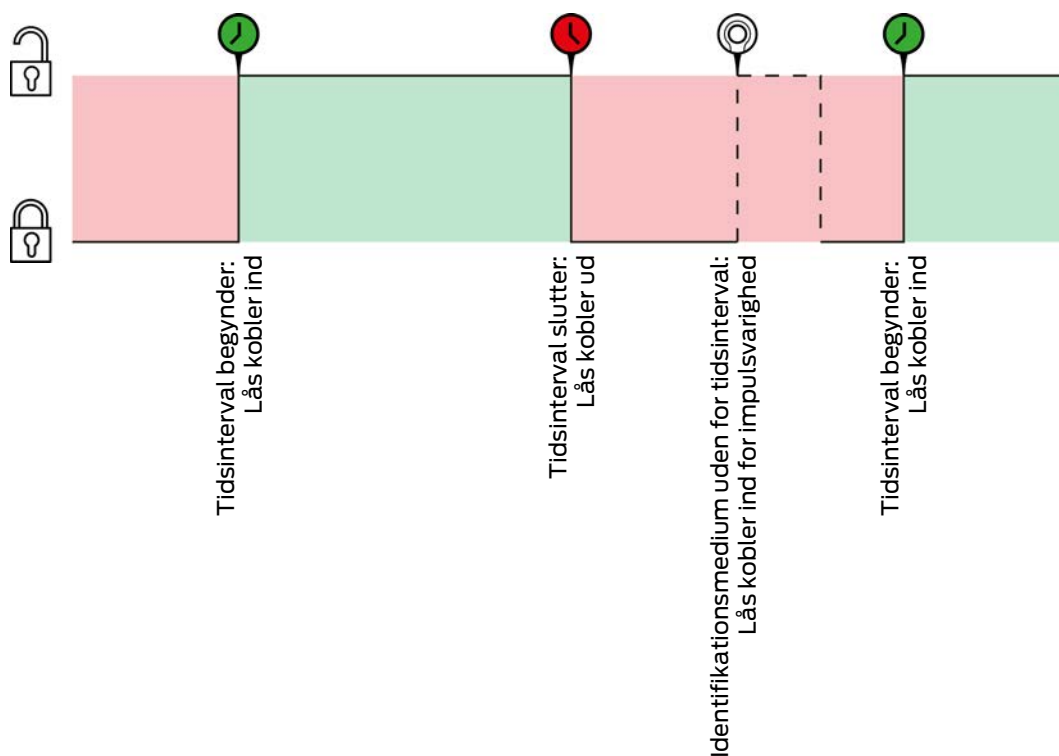 Tidsinterval begynder:
Lås kobler ind
Tidsinterval slutter:
Lås kobler ud
Identifikationsmedium uden for tidsinterval:
Lås kobler ind for impulsvarighed
Tidsinterval begynder:
Lås kobler ind